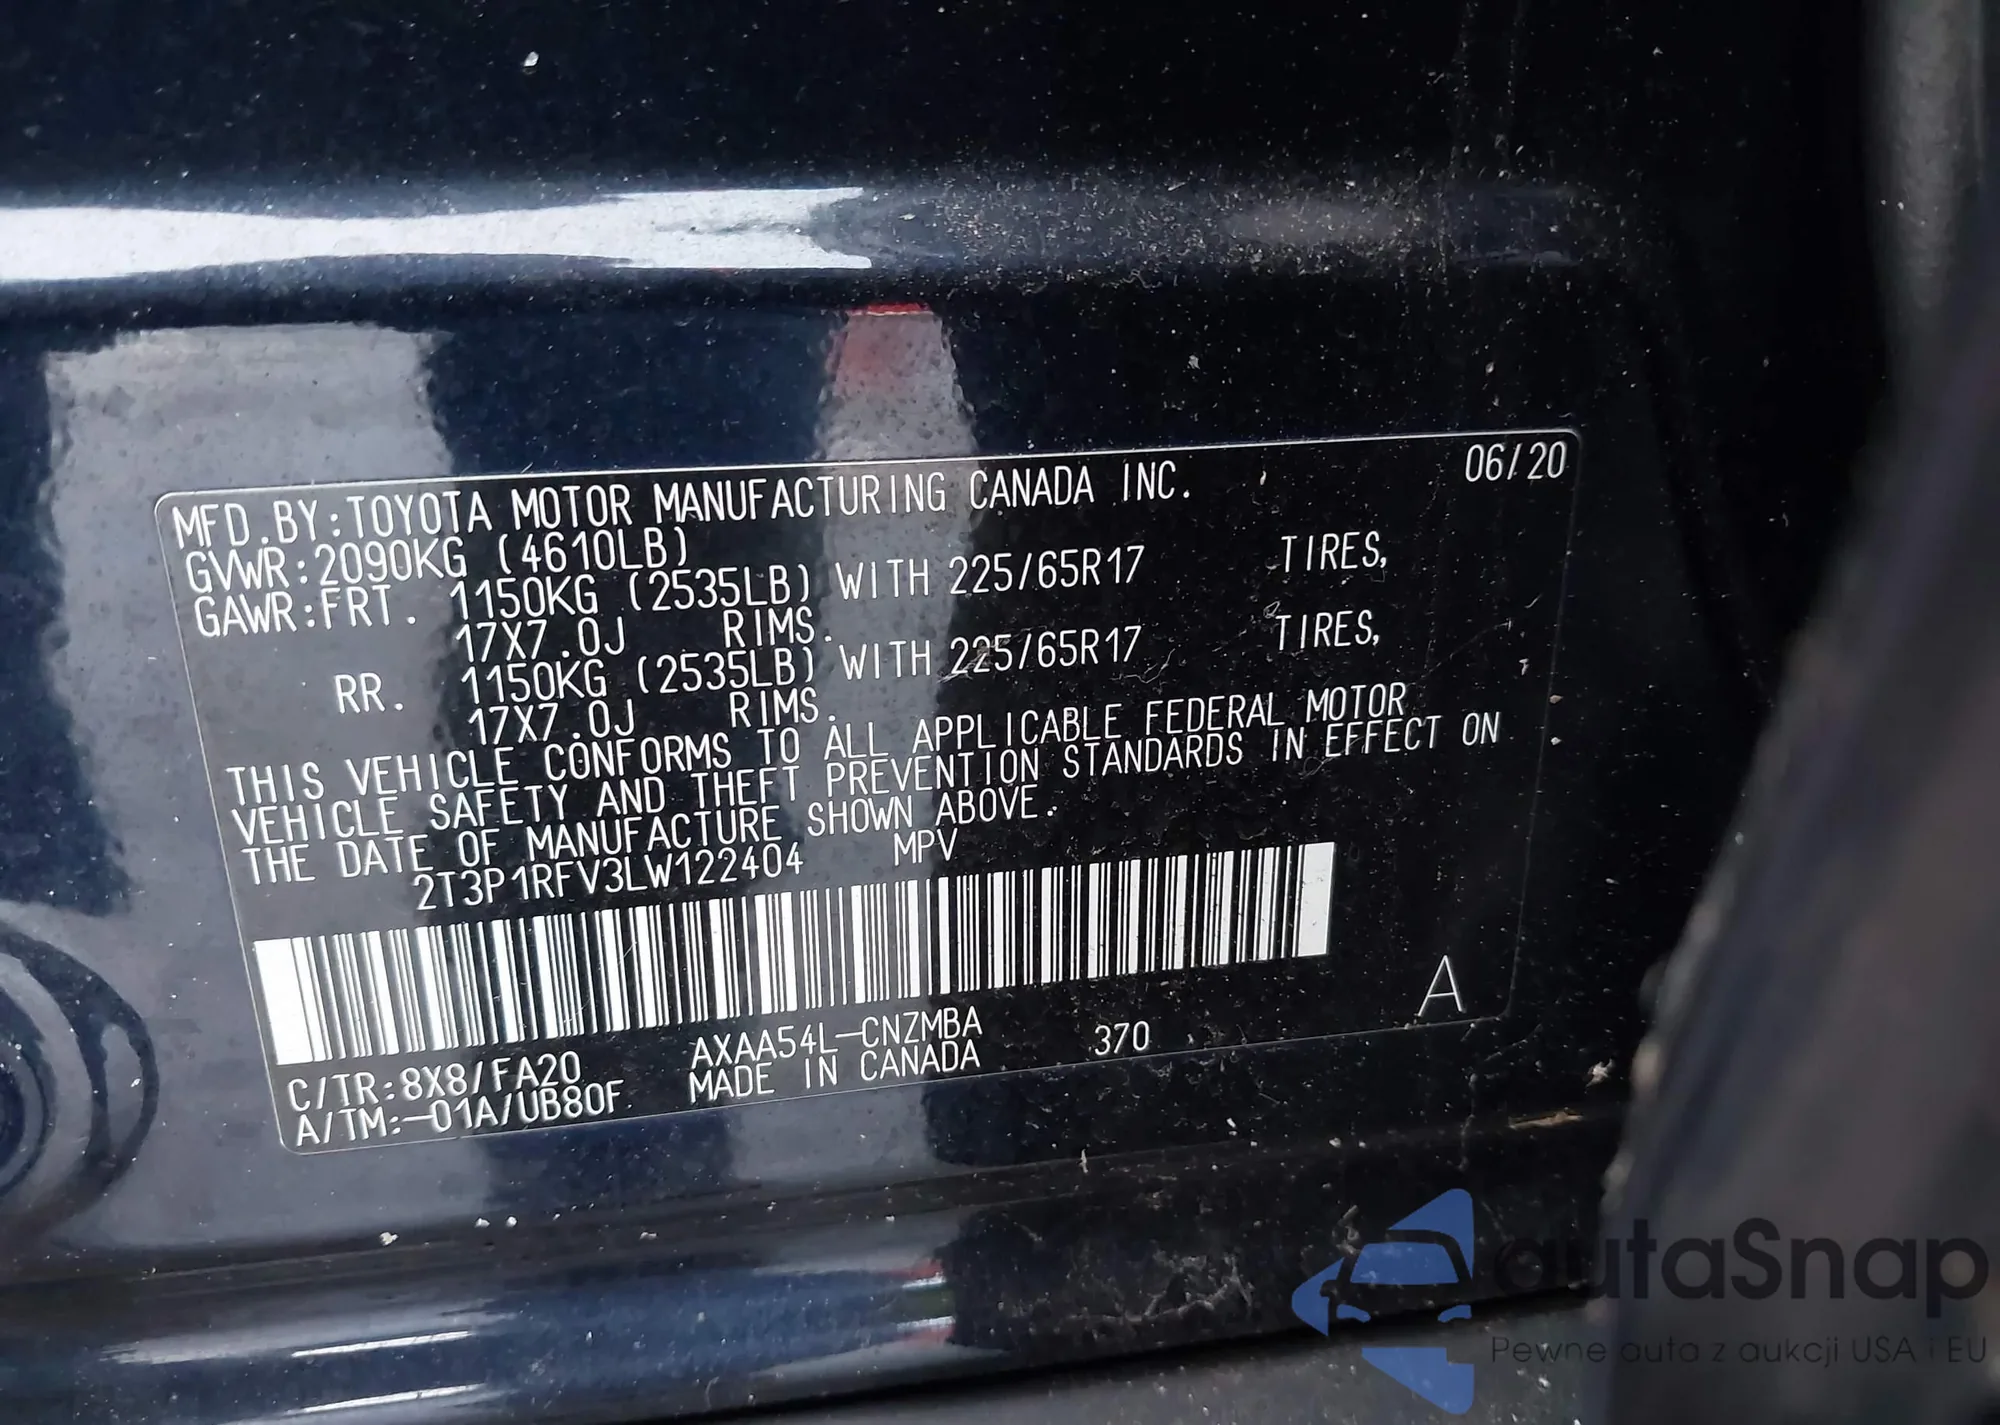 MFD.BY:TOYOTA MOTOR MANUFACTURING CANADA INC. 06/20
GVWR:2090KG (4610LB)
GAWR:FRT. 1150KG (2535LB) WITH 225/65R17 TIRES,
17X7.0J RIMS.
RR. 1150KG (2535LB) WITH 225/65R17 TIRES,
17X7.0J RIMS.
THIS VEHICLE CONFORMS TO ALL APPLICABLE FEDERAL MOTOR
VEHICLE SAFETY AND THEFT PREVENTION STANDARDS IN EFFECT ON
THE DATE OF MANUFACTURE SHOWN ABOVE.
2T3P1RFV3LW122404 MPV
A
C/TR:8X8/FA20 AXAA54L-CNZMBA 370
A/TM:-01A/UB80F MADE IN CANADA
autaSnap
Pewne auta z aukcji USA i EU